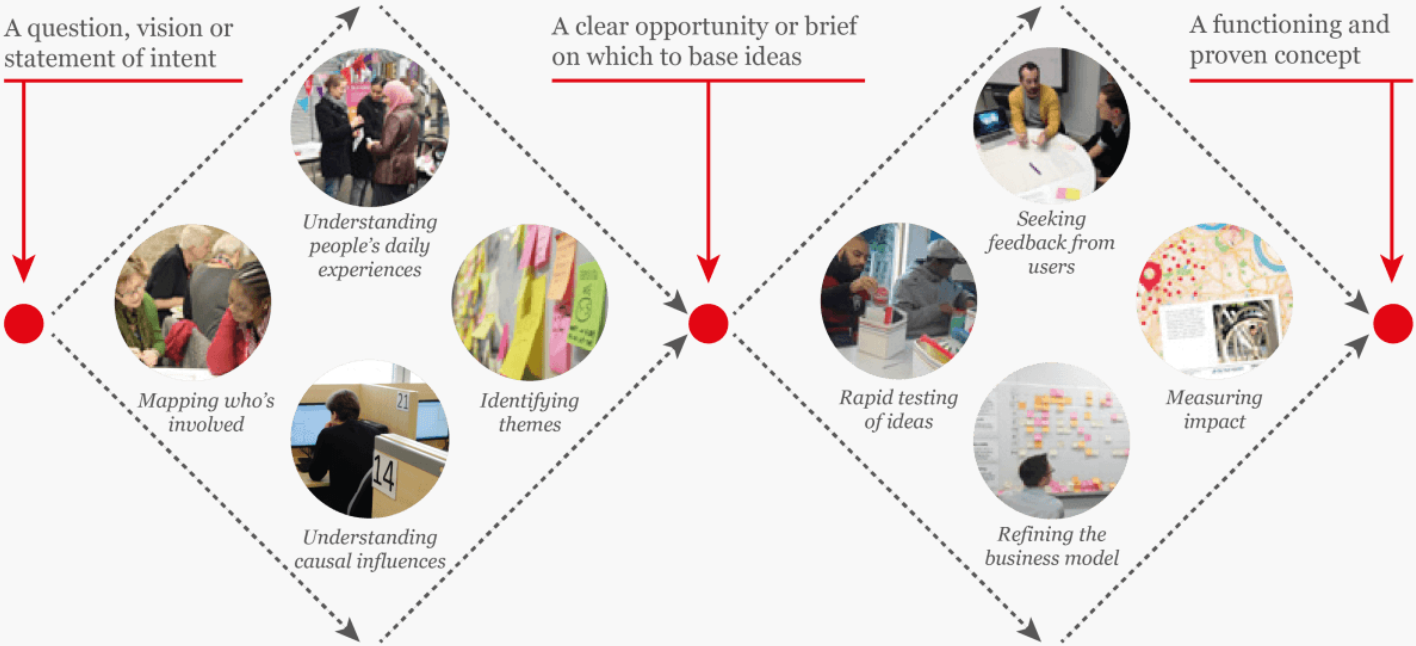 A question, vision or
statement of intent
A clear opportunity or brief
on which to base ideas
A functioning and
proven concept
Understanding
people's daily
experiences
Mapping who's
involved
Identifying
themes
21
14
Understanding
causal influences
Seeking
feedback from
users
Rapid testing
of ideas
Measuring
impact
Refining the
business model